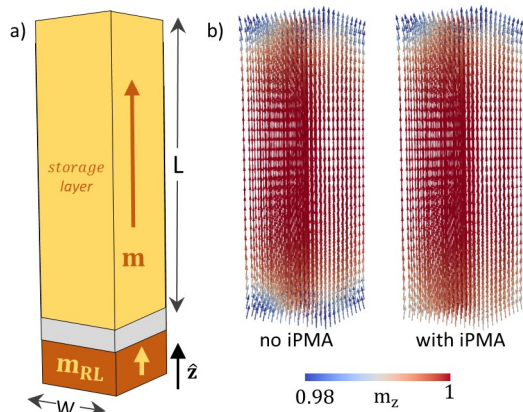 a)
b)
storage
layer
L
m
m_RL
ẑ
W
no iPMA
with iPMA
0.98
m_z
1